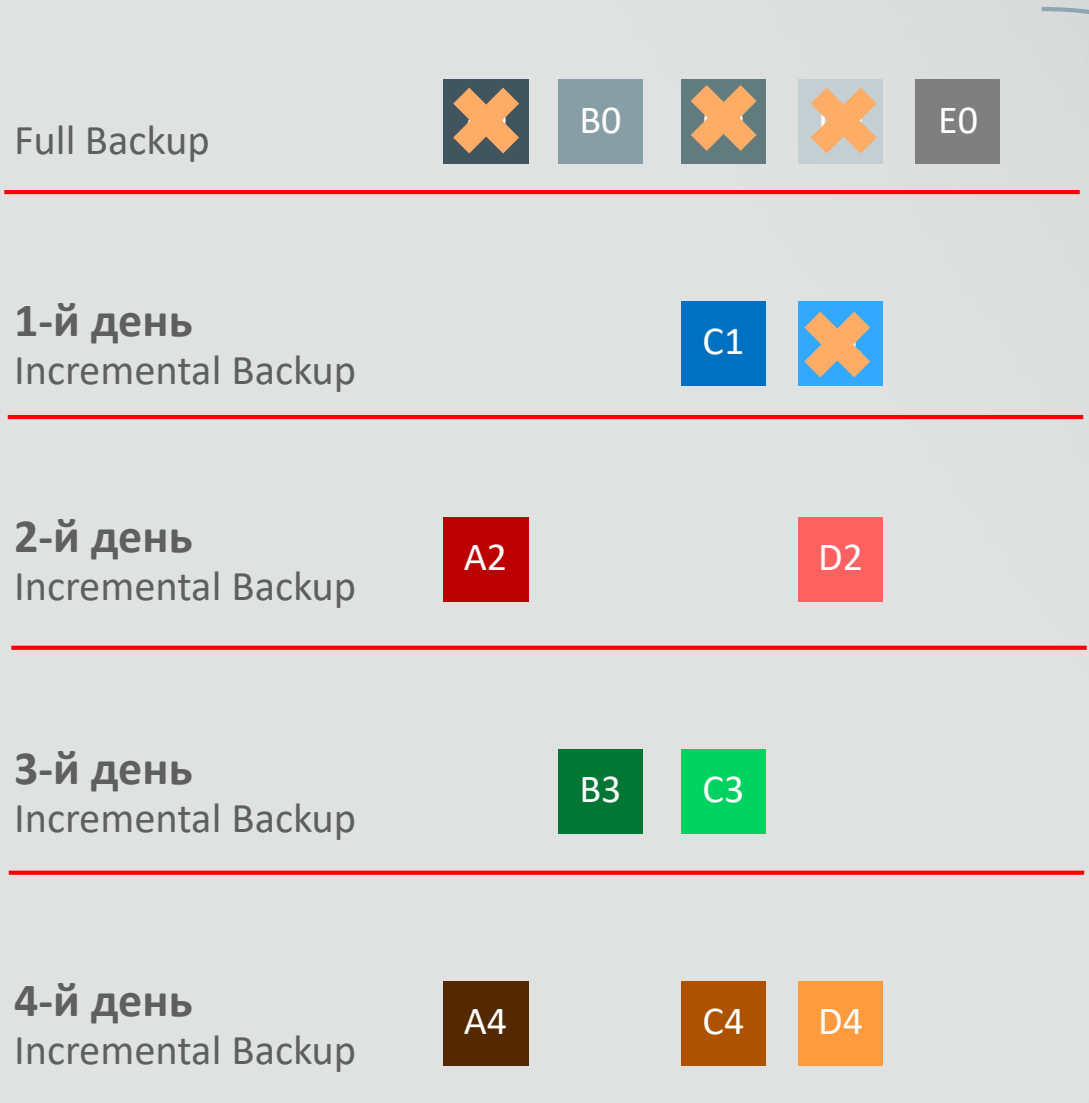 Full Backup
B0
E0
1-й день
Incremental Backup
C1
2-й день
Incremental Backup
A2
D2
3-й день
Incremental Backup
B3
C3
4-й день
Incremental Backup
A4
C4
D4